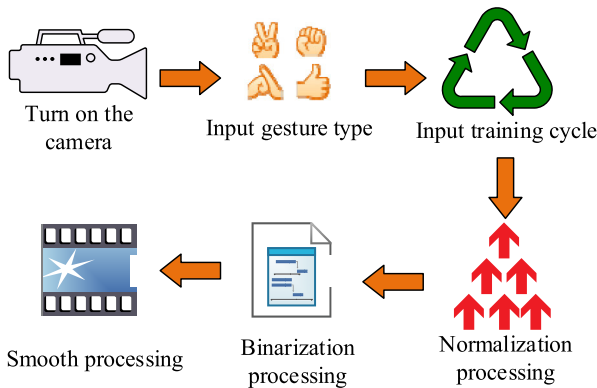 Turn on the
camera
Input gesture type
Input training cycle
Normalization
processing
Binarization
processing
Smooth processing